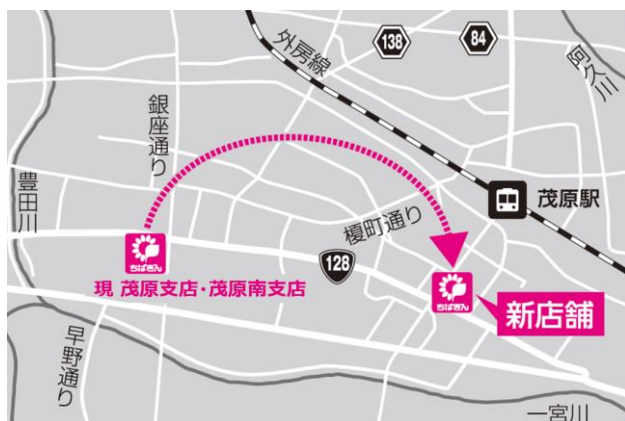 138
84
外房線
阿久川
銀座通り
豊田川
茂原駅
榎町通り
128
ちばぎん
現 茂原支店・茂原南支店
ちばぎん
新店舗
早野通り
一宮川